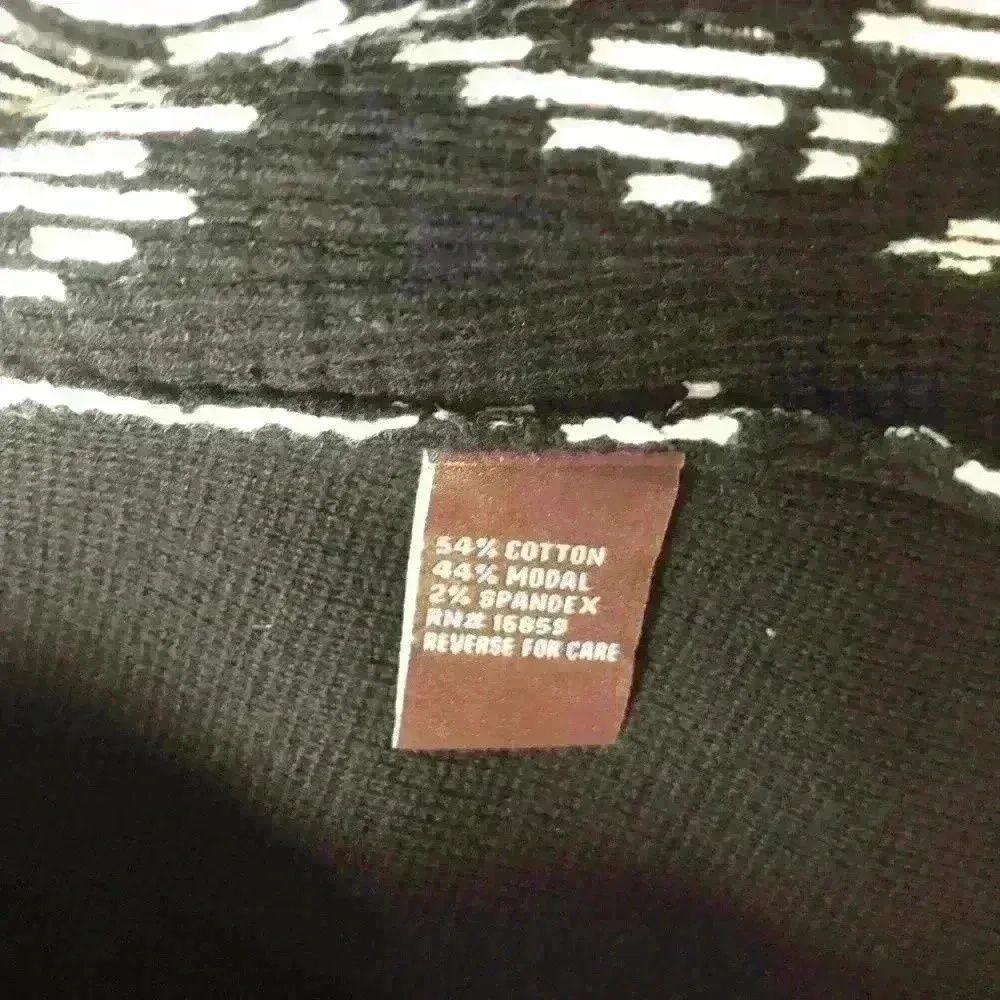 54% COTTON
44% MODAL
2% SPANDEX
RN# 16859
REVERSE FOR CARE